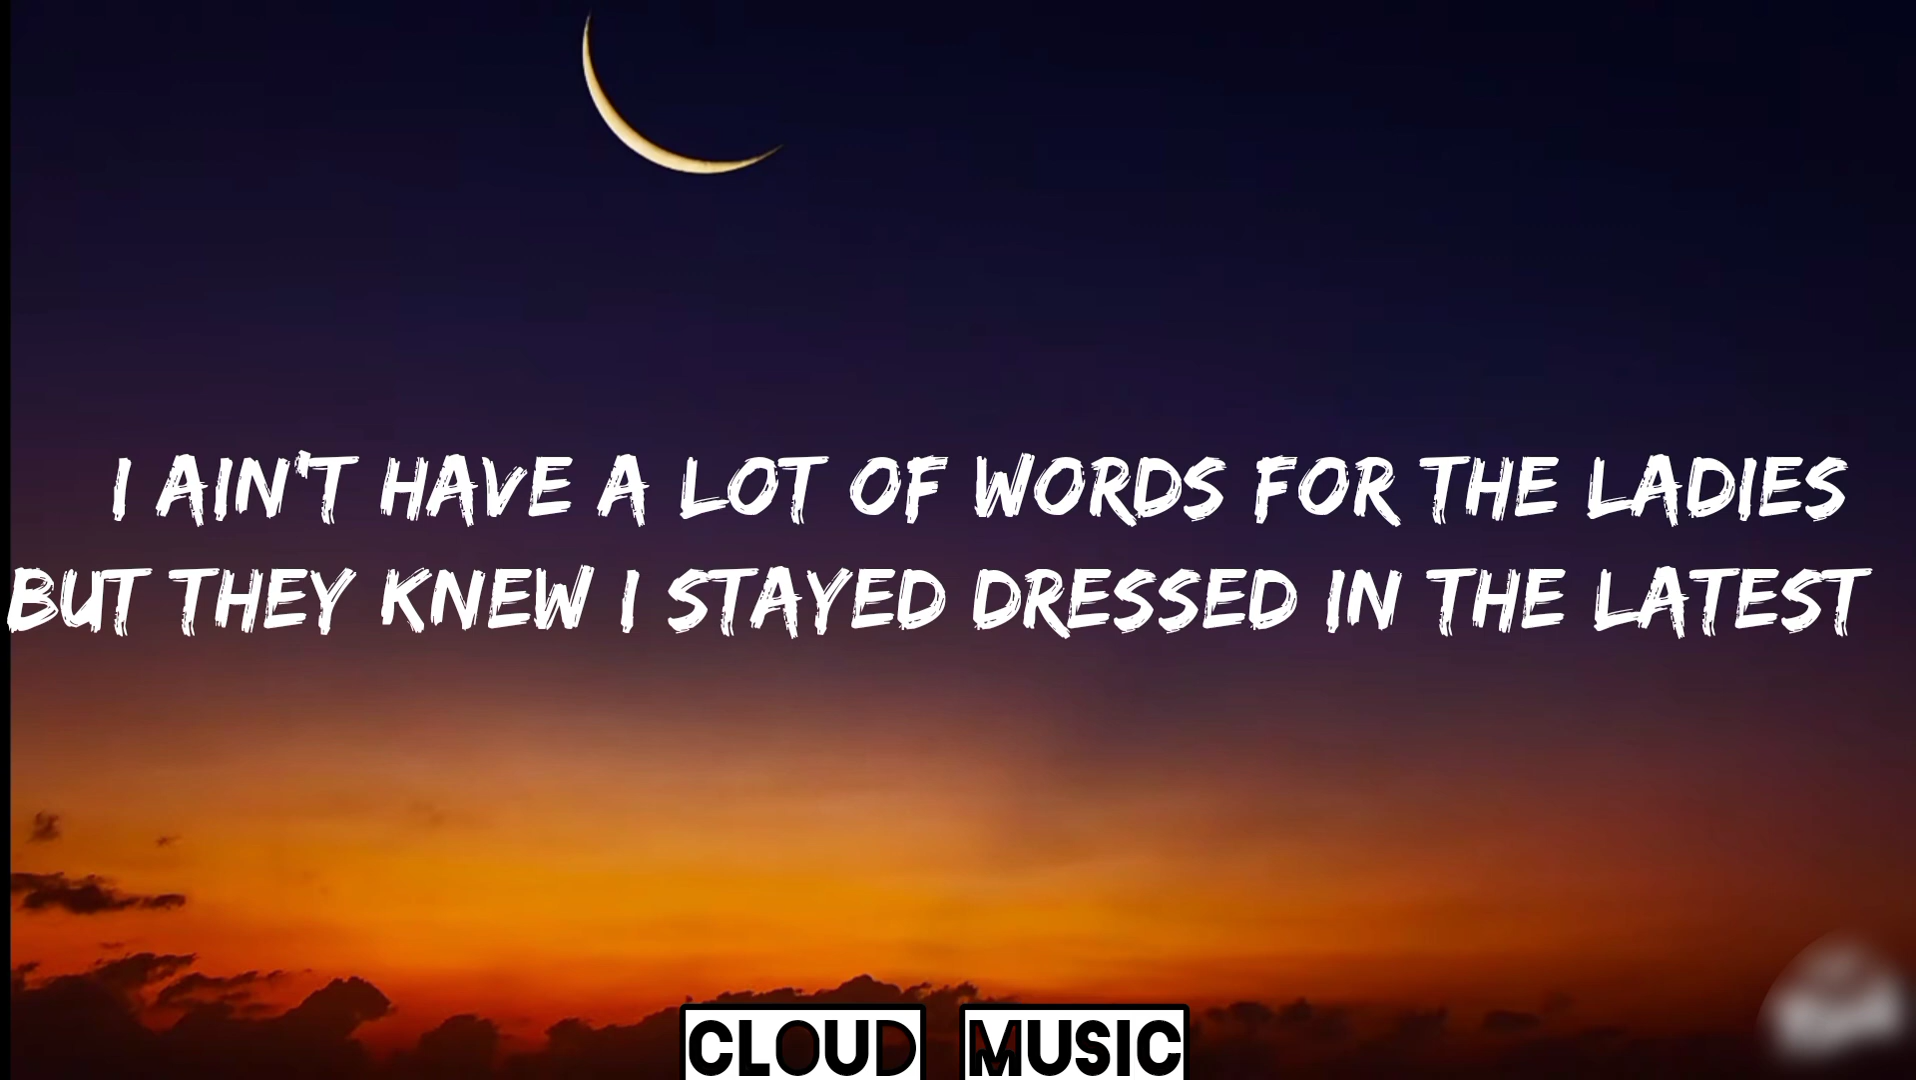 I AIN'T HAVE A LOT OF WORDS FOR THE LADIES
BUT THEY KNEW I STAYED DRESSED IN THE LATEST
CLOUD MUSIC